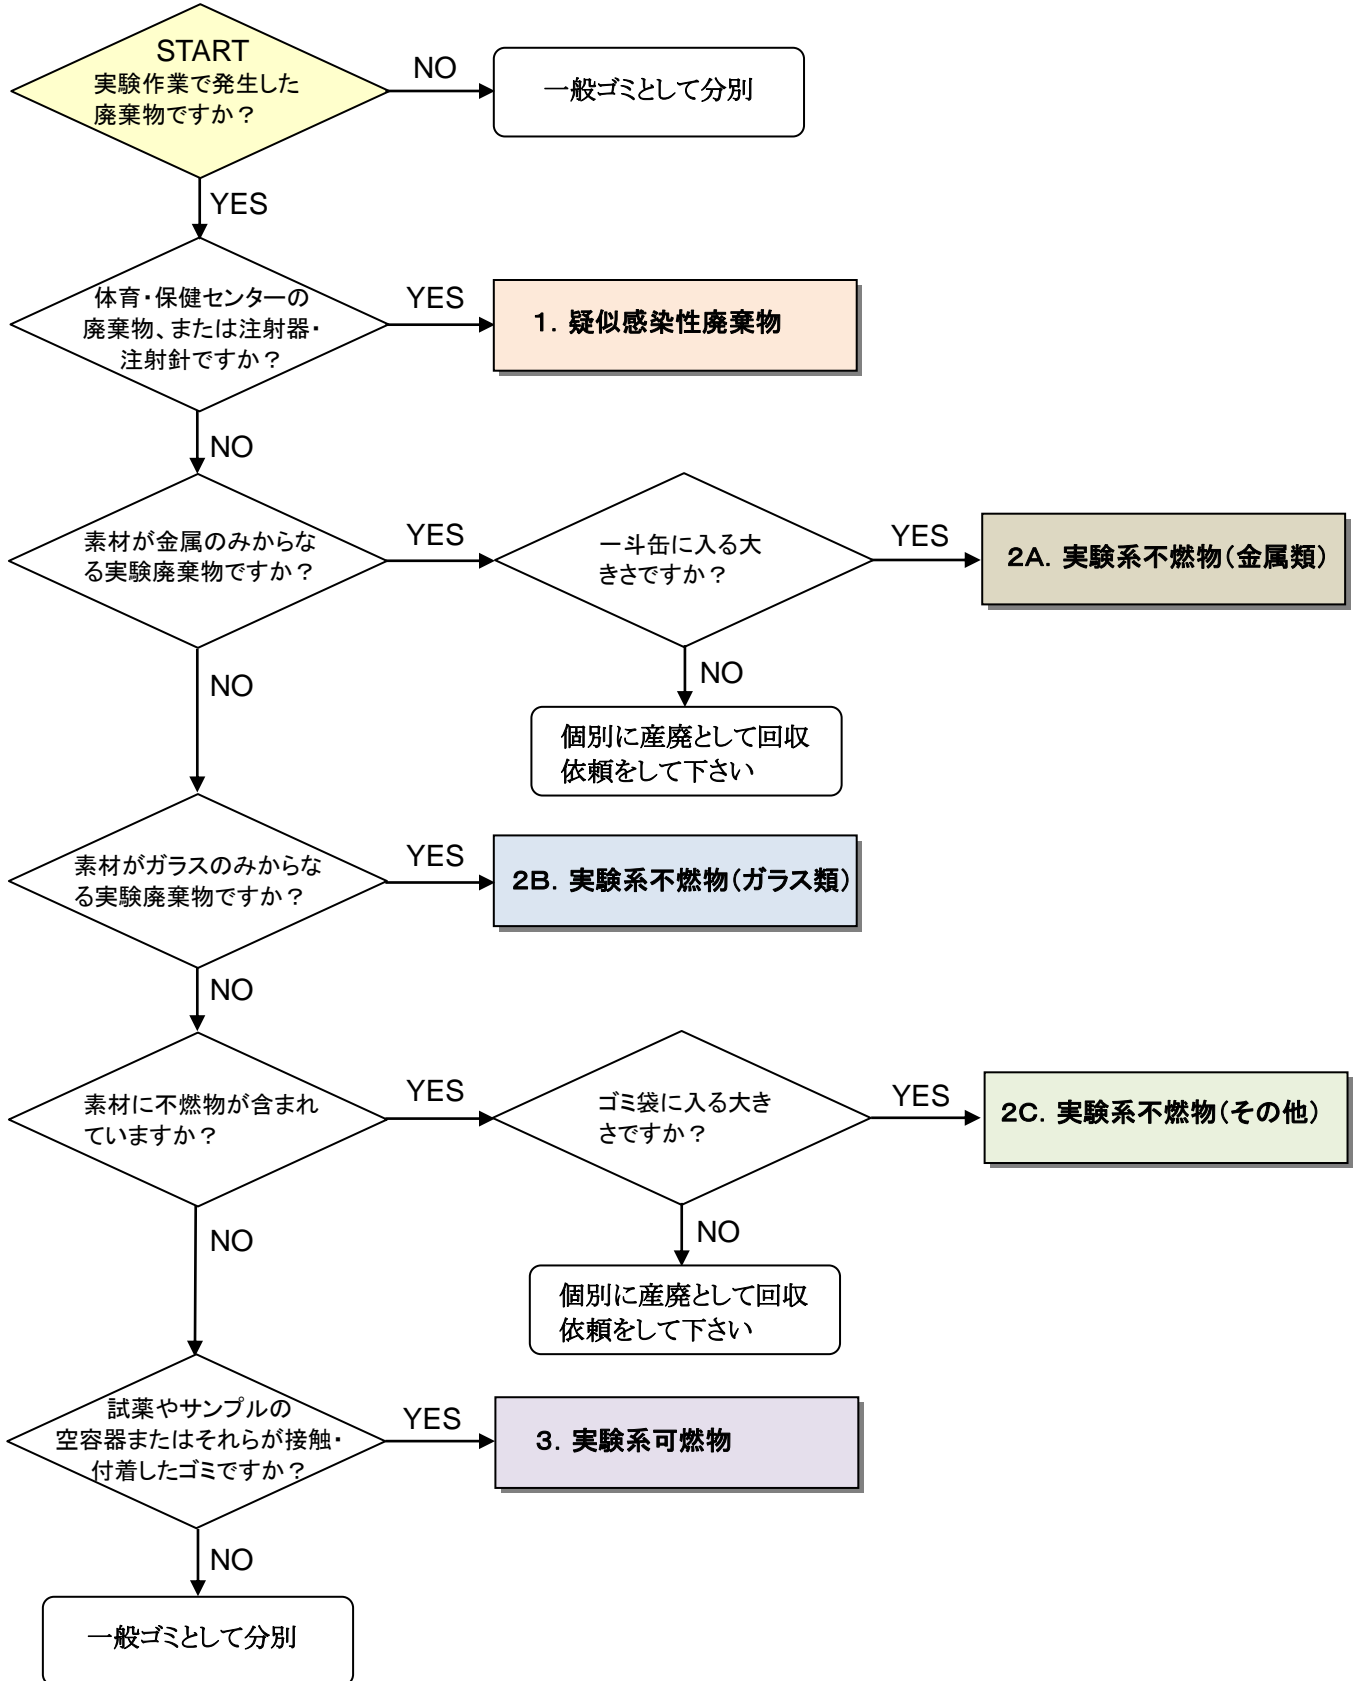 START
実験作業で発生した
廃棄物ですか？
NO
一般ゴミとして分別
YES
体育・保健センターの
廃棄物、または注射器・
注射針ですか？
YES
１．疑似感染性廃棄物
NO
素材が金属のみからな
る実験廃棄物ですか？
YES
一斗缶に入る大
きさですか？
YES
２Ａ．実験系不燃物（金属類）
NO
NO
個別に産廃として回収
依頼をして下さい
素材がガラスのみからな
る実験廃棄物ですか？
YES
２Ｂ．実験系不燃物（ガラス類）
NO
素材に不燃物が含まれ
ていますか？
YES
ゴミ袋に入る大き
さですか？
YES
２Ｃ．実験系不燃物（その他）
NO
NO
個別に産廃として回収
依頼をして下さい
試薬やサンプルの
空容器またはそれらが接触・
付着したゴミですか？
YES
３．実験系可燃物
NO
一般ゴミとして分別